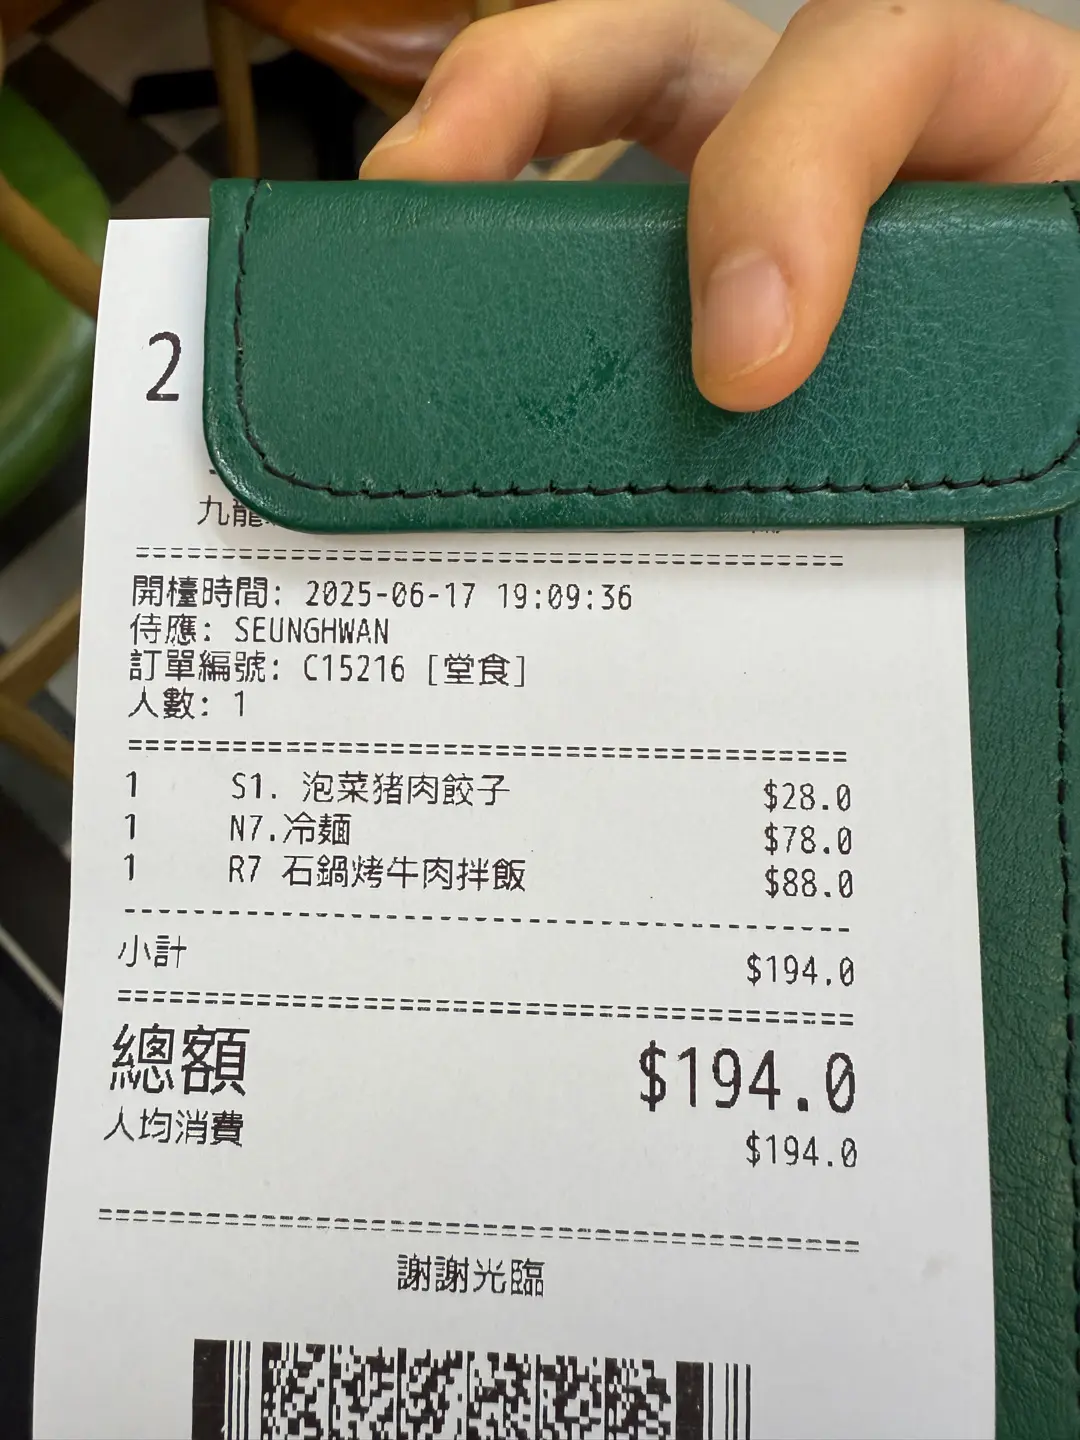 2
九龍
開檯時間: 2025-06-17 19:09:36
侍應: SEUNGHWAN
訂單編號: C15216 [堂食]
人數: 1
1 S1. 泡菜猪肉餃子 $28.0
1 N7.冷麵 $78.0
1 R7 石鍋烤牛肉拌飯 $88.0
小計 $194.0
總額 $194.0
人均消費 $194.0
謝謝光臨